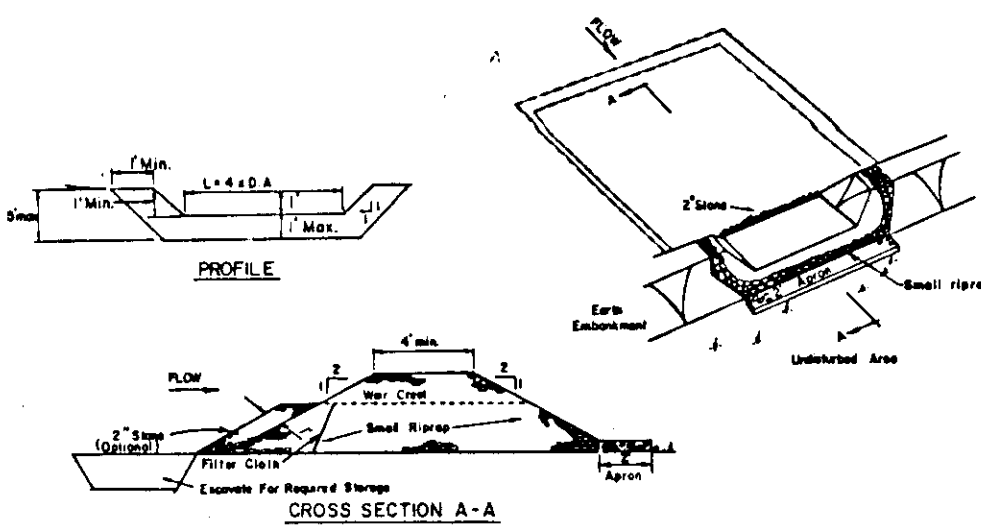 1' Min.
L = 4 x D.A
1'
1' Min.
5' max
1' Max.
1
1
PROFILE
FLOW
A
2" Stone
Apron
Small ripra
Earth
Embankment
A
Undisturbed Area
4' min.
2
1
2
1
FLOW
Weir Crest
2" Stone
(Optional)
Small Riprap
Filter Cloth
2'
Apron
Excavate For Required Storage
CROSS SECTION A-A